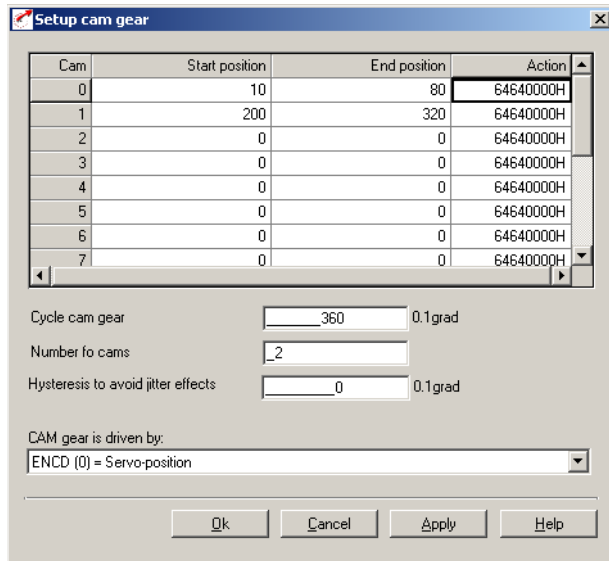 Setup cam gear
Cam Start position End position Action
0 10 80 64640000H
1 200 320 64640000H
2 0 0 64640000H
3 0 0 64640000H
4 0 0 64640000H
5 0 0 64640000H
6 0 0 64640000H
7 0 0 64640000H
Cycle cam gear ______360 0.1grad
Number fo cams _2
Hysteresis to avoid jitter effects ________0 0.1grad
CAM gear is driven by:
ENCD (0) = Servo-position
Ok Cancel Apply Help